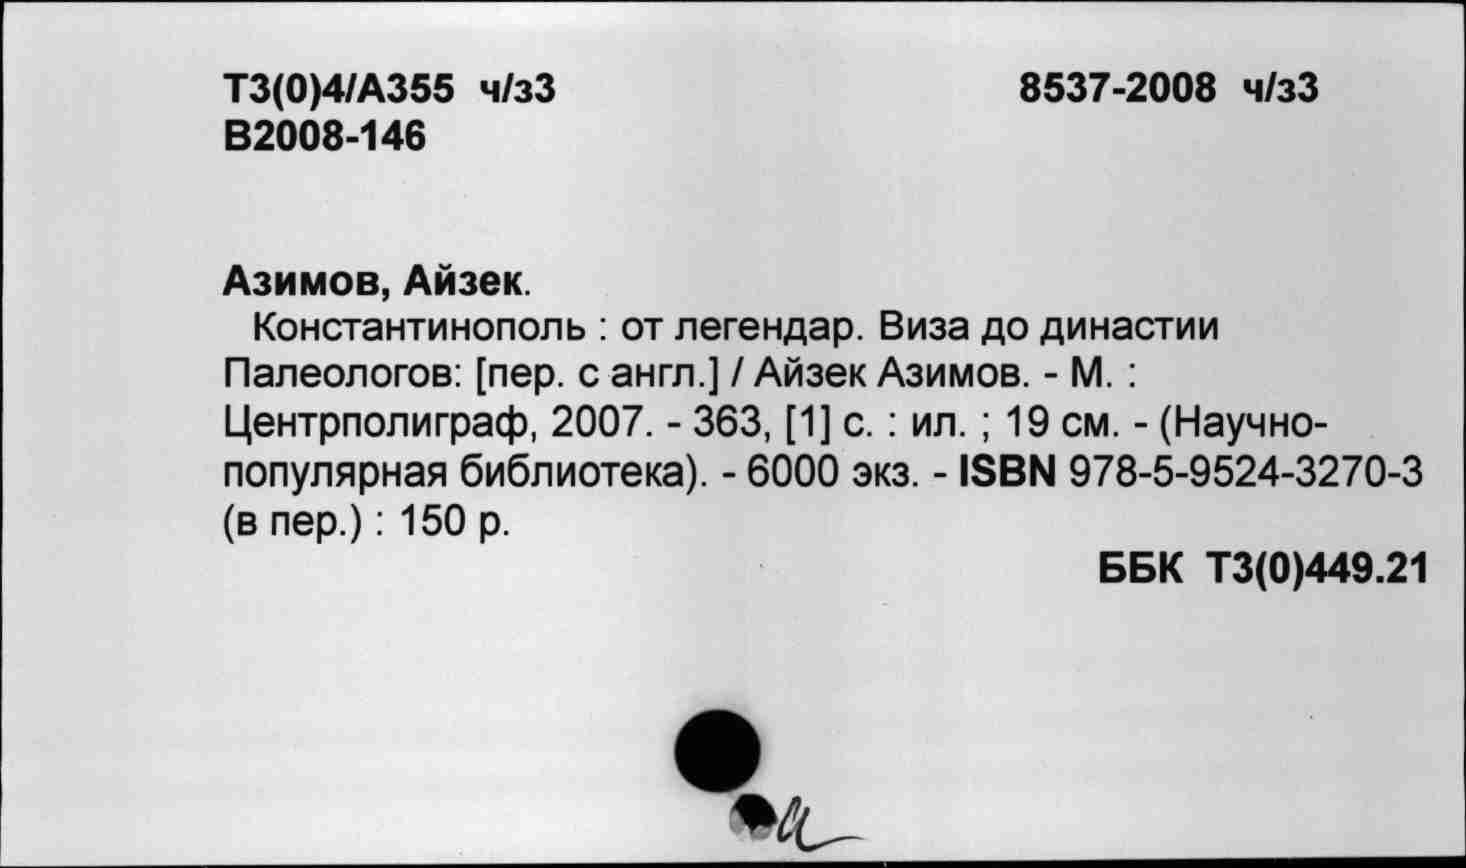 Т3(0)4/А355 ч/з3 8537-2008 ч/з3
В2008-146
Азимов, Айзек.
Константинополь : от легендар. Виза до династии
Палеологов: [пер. с англ.] / Айзек Азимов. - М. :
Центрполиграф, 2007. - 363, [1] с. : ил. ; 19 см. - (Научно-
популярная библиотека). - 6000 экз. - ISBN 978-5-9524-3270-3
(в пер.) : 150 р.
ББК Т3(0)449.21